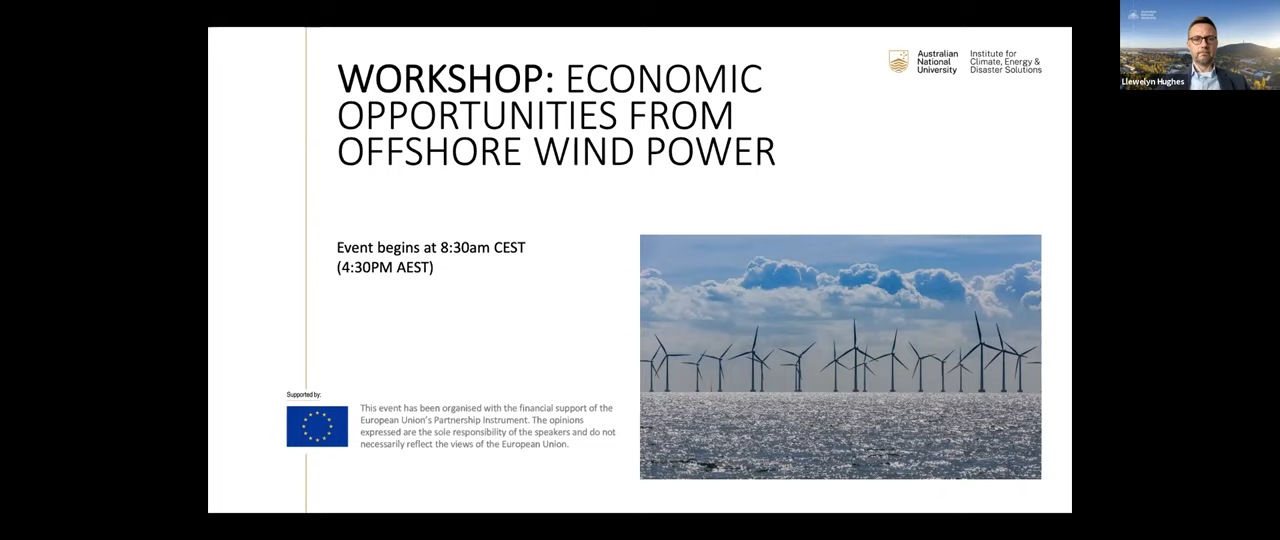 WORKSHOP: ECONOMIC
OPPORTUNITIES FROM
OFFSHORE WIND POWER
Australian
National
University
Institute for
Climate, Energy &
Disaster Solutions
Event begins at 8:30am CEST
(4:30PM AEST)
Supported by:
This event has been organised with the financial support of the
European Union's Partnership Instrument. The opinions
expressed are the sole responsibility of the speakers and do not
necessarily reflect the views of the European Union.
Australian
National
University
Llewelyn Hughes